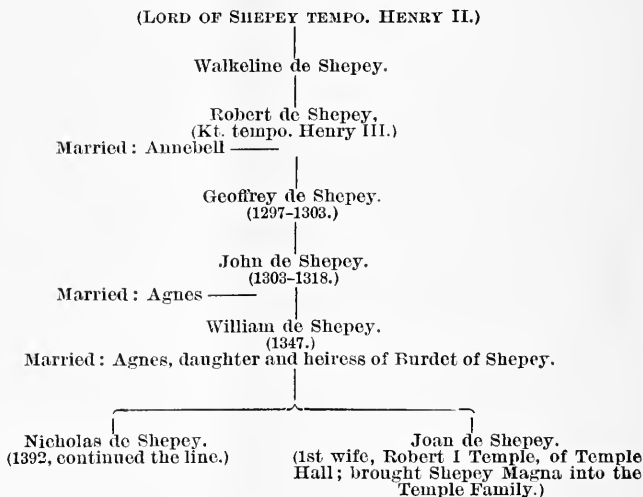 (LORD OF SHEPEY TEMPO. HENRY II.)
Walkeline de Shepey.
Robert de Shepey,
(Kt. tempo. Henry III.)
Married: Annebell
Geoffrey de Shepey.
(1297-1303.)
John de Shepey.
(1303-1318.)
Married: Agnes
William de Shepey.
(1347.)
Married: Agnes, daughter and heiress of Burdet of Shepey.
Nicholas de Shepey.
(1392, continued the line.)
Joan de Shepey.
(1st wife, Robert I Temple, of Temple
Hall; brought Shepey Magna into the
Temple Family.)